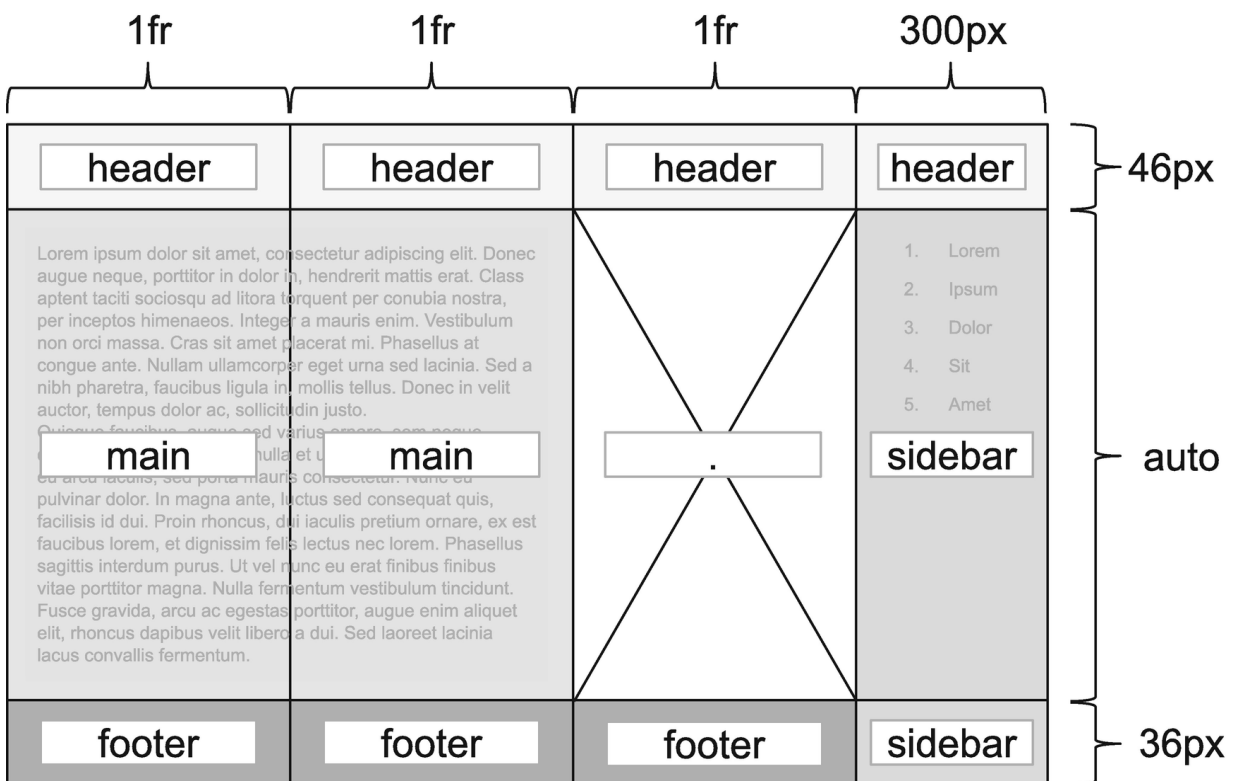 1fr 1fr 1fr 300px
header header header header 46px
Lorem ipsum dolor sit amet, consectetur adipiscing elit. Donec
augue neque, porttitor in dolor in, hendrerit mattis erat. Class
aptent taciti sociosqu ad litora torquent per conubia nostra,
per inceptos himenaeos. Integer a mauris enim. Vestibulum
non orci massa. Cras sit amet placerat mi. Phasellus at
congue ante. Nullam ullamcorper eget urna sed lacinia. Sed a
nibh pharetra, faucibus ligula in, mollis tellus. Donec in velit
auctor, tempus dolor ac, sollicitudin justo.
sed varius
nulla et
mauris
pulvinar dolor. In magna ante, luctus sed consequat quis,
facilisis id dui. Proin rhoncus, dui iaculis pretium ornare, ex est
faucibus lorem, et dignissim felis lectus nec lorem. Phasellus
sagittis interdum purus. Ut vel nunc eu erat finibus finibus
vitae porttitor magna. Nulla fermentum vestibulum tincidunt.
Fusce gravida, arcu ac egestas porttitor, augue enim aliquet
elit, rhoncus dapibus velit libero a dui. Sed laoreet lacinia
lacus convallis fermentum.
1. Lorem
2. Ipsum
3. Dolor
4. Sit
5. Amet
main main . sidebar auto
footer footer footer sidebar 36px